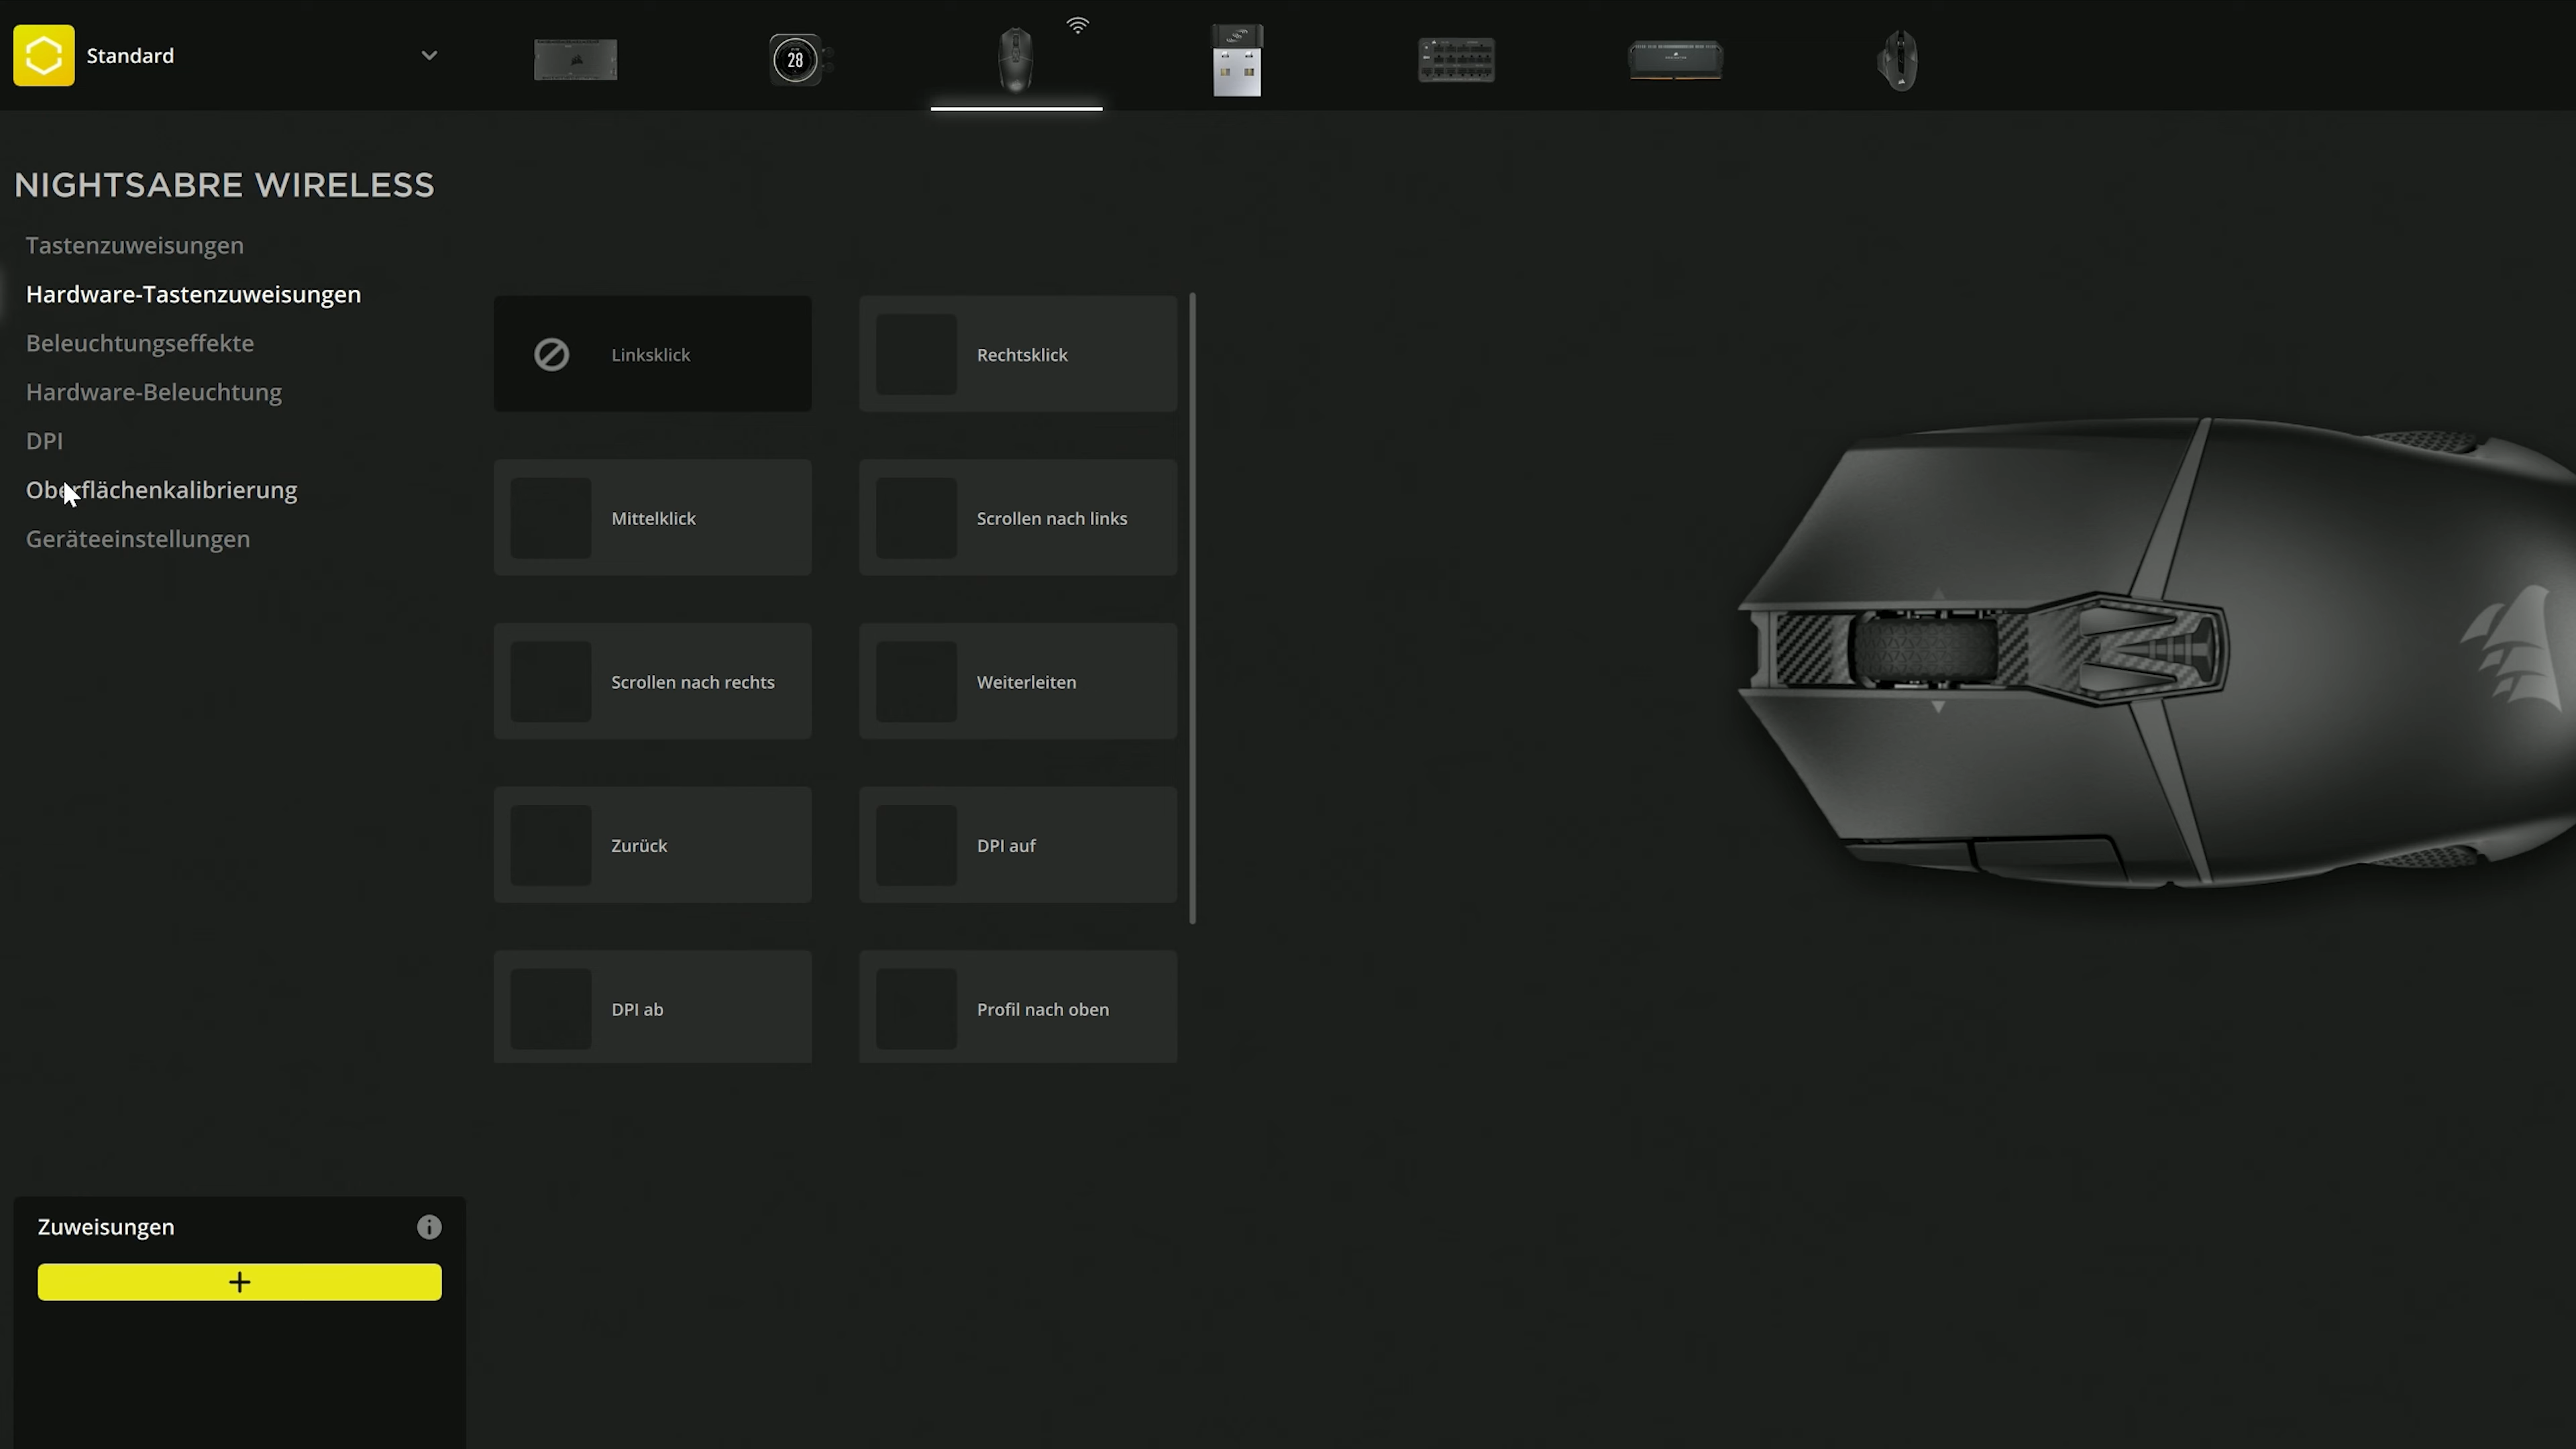 Standard
28
NIGHTSABRE WIRELESS
Tastenzuweisungen
Hardware-Tastenzuweisungen
Beleuchtungseffekte
Hardware-Beleuchtung
DPI
Oberflächenkalibrierung
Geräteeinstellungen
Linksklick
Rechtsklick
Mittelklick
Scrollen nach links
Scrollen nach rechts
Weiterleiten
Zurück
DPI auf
DPI ab
Profil nach oben
Zuweisungen